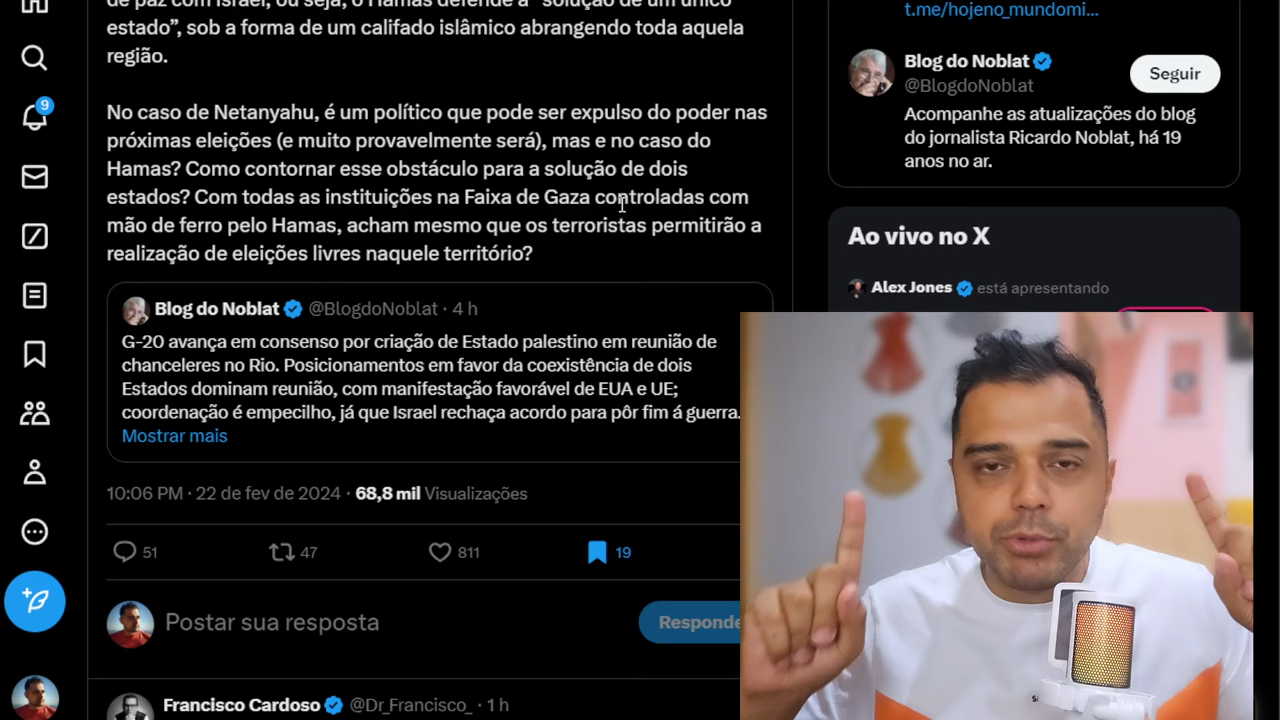 de paz com Israel, ou seja, o Hamas defende a "solução de um único
estado", sob a forma de um califado islâmico abrangendo toda aquela
região.
No caso de Netanyahu, é um político que pode ser expulso do poder nas
próximas eleições (e muito provavelmente será), mas e no caso do
Hamas? Como contornar esse obstáculo para a solução de dois
estados? Com todas as instituições na Faixa de Gaza controladas com
mão de ferro pelo Hamas, acham mesmo que os terroristas permitirão a
realização de eleições livres naquele território?
Blog do Noblat @BlogdoNoblat · 4 h
G-20 avança em consenso por criação de Estado palestino em reunião de
chanceleres no Rio. Posicionamentos em favor da coexistência de dois
Estados dominam reunião, com manifestação favorável de EUA e UE;
coordenação é empecilho, já que Israel rechaça acordo para pôr fim á guerra.
Mostrar mais
10:06 PM · 22 de fev de 2024 · 68,8 mil Visualizações
51 47 811 19
Postar sua resposta
Responde
Francisco Cardoso @Dr_Francisco_ · 1 h
9
t.me/hojeno_mundomi...
Blog do Noblat
@BlogdoNoblat
Seguir
Acompanhe as atualizações do blog
do jornalista Ricardo Noblat, há 19
anos no ar.
Ao vivo no X
Alex Jones está apresentando